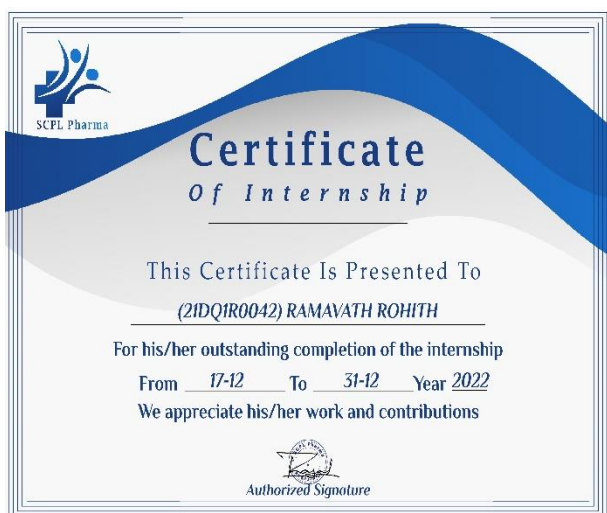 SCPL Pharma
Certificate
Of Internship
This Certificate Is Presented To
(21DQ1R0042) RAMAVATH ROHITH
For his/her outstanding completion of the internship
From 17-12 To 31-12 Year 2022
We appreciate his/her work and contributions
SCPL Pharma
Authorized Signature